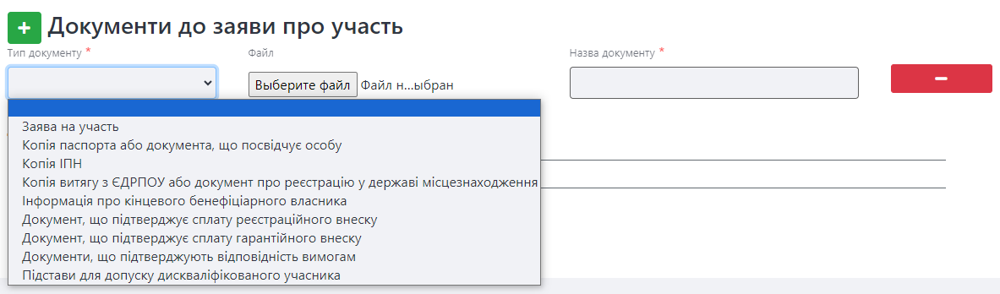 + Документи до заяви про участь
Тип документу * Файл Назва документу *
Выберите файл Файл н...ыбран
Заява на участь
Копія паспорта або документа, що посвідчує особу
Копія ІПН
Копія витягу з ЄДРПОУ або документ про реєстрацію у державі місцезнаходження
Інформація про кінцевого бенефіціарного власника
Документ, що підтверджує сплату реєстраційного внеску
Документ, що підтверджує сплату гарантійного внеску
Документи, що підтверджують відповідність вимогам
Підстави для допуску дискваліфікованого учасника